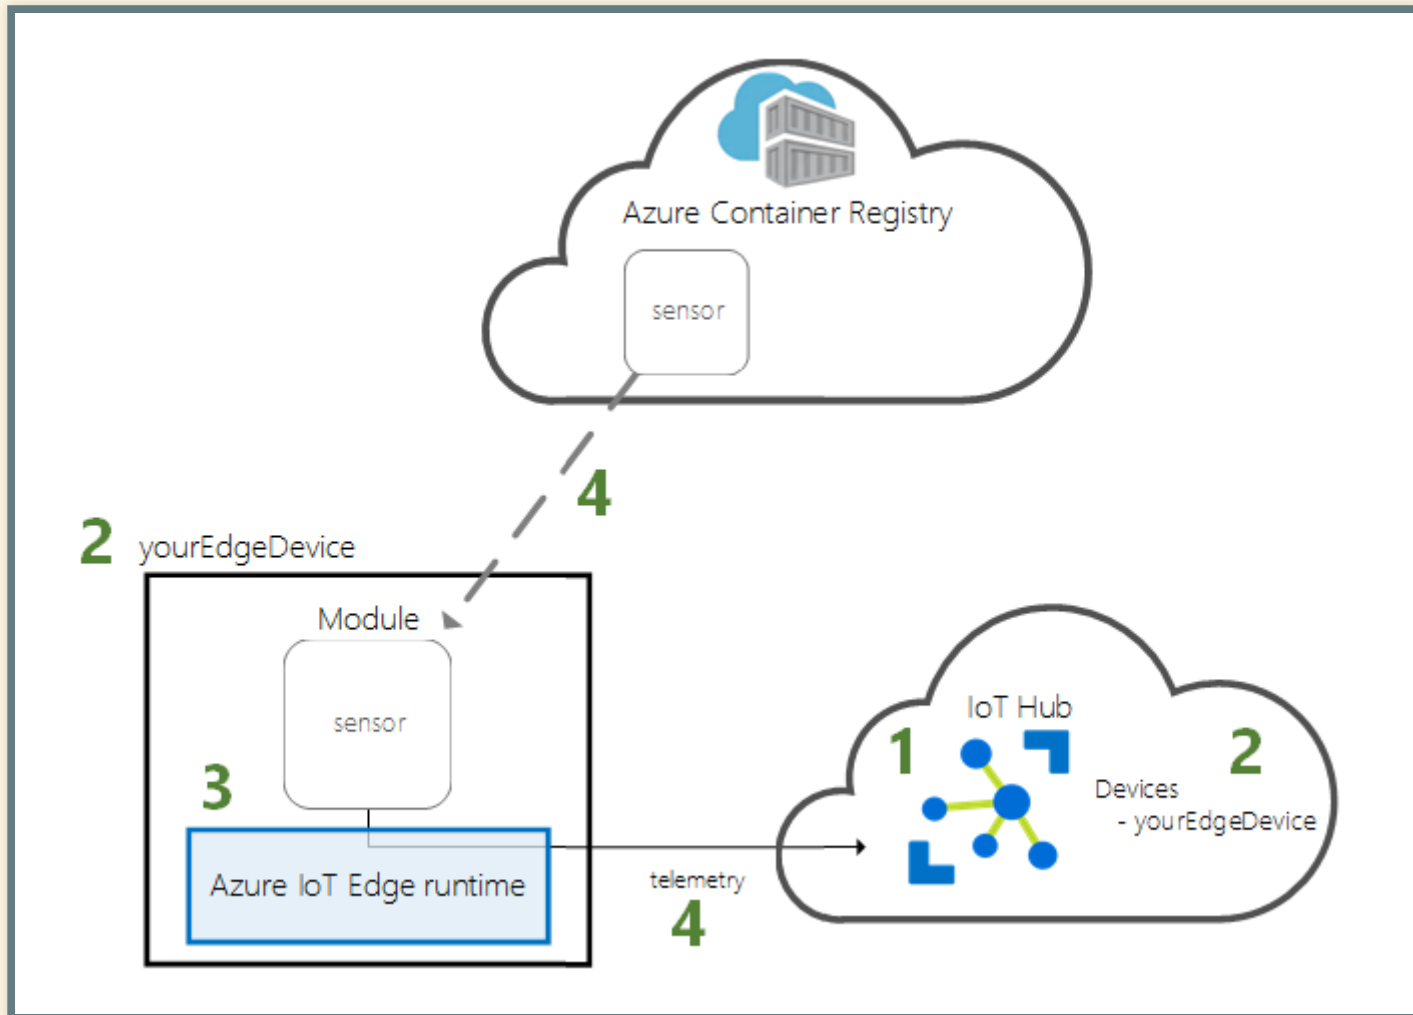 Azure Container Registry
sensor
4
2 yourEdgeDevice
Module
sensor
3
Azure IoT Edge runtime
telemetry
4
IoT Hub
1
2
Devices
- yourEdgeDevice